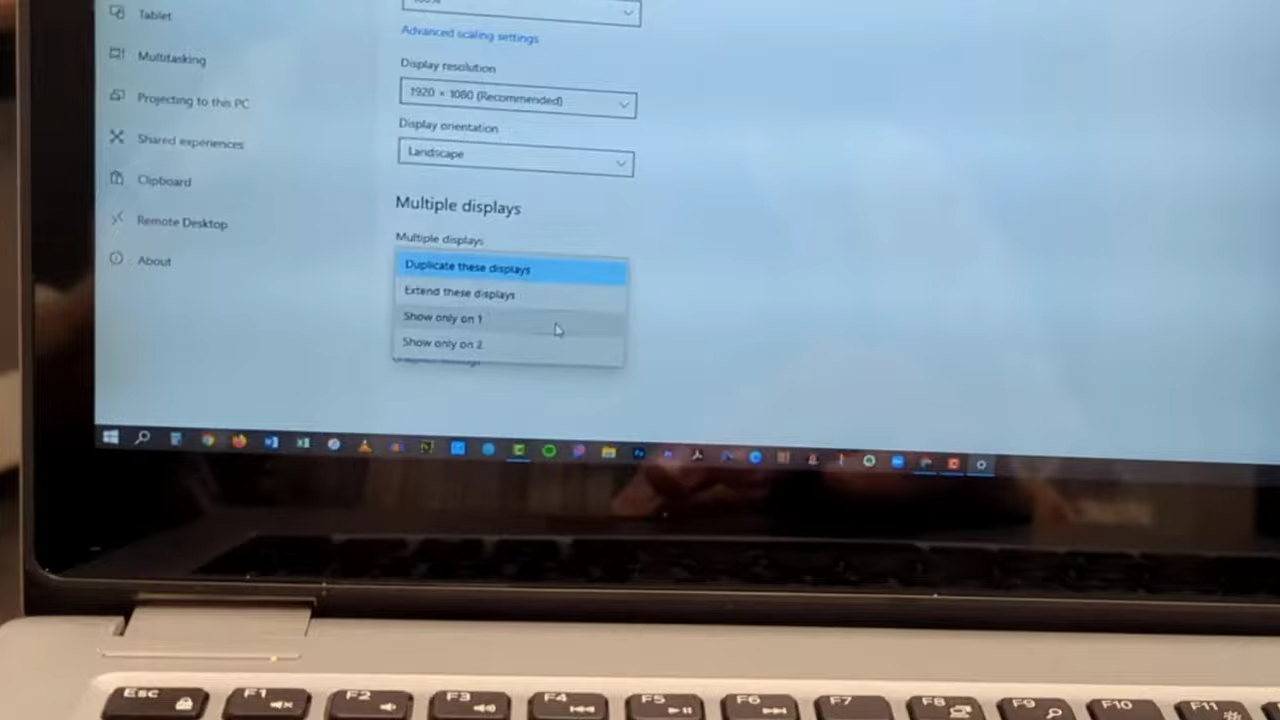 Tablet
Multitasking
Projecting to this PC
Shared experiences
Clipboard
Remote Desktop
About
100%
Advanced scaling settings
Display resolution
1920 × 1080 (Recommended)
Display orientation
Landscape
Multiple displays
Multiple displays
Duplicate these displays
Extend these displays
Show only on 1
Show only on 2
Esc F1 F2 F3 F4 F5 F6 F7 F8 F9 F10 F11